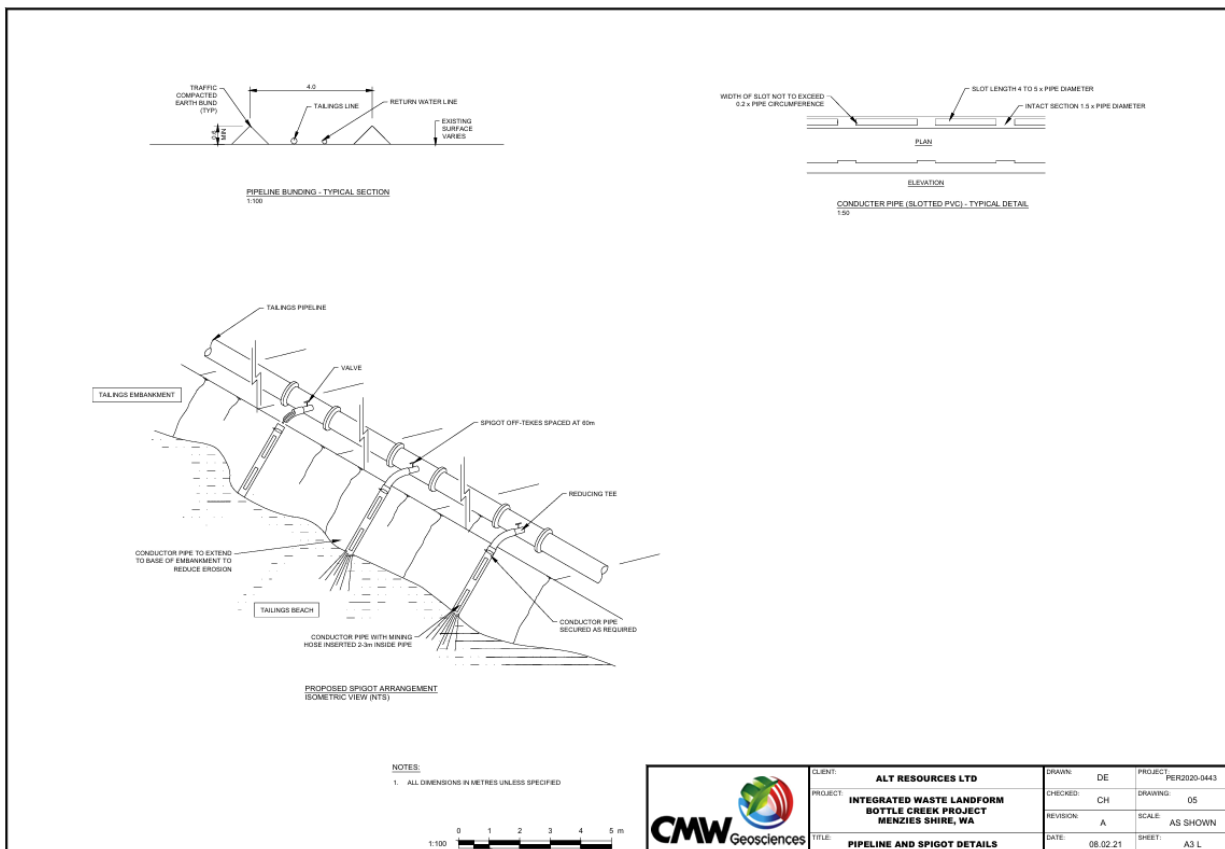 TRAFFIC
COMPACTED
EARTH BUND
(TYP)
4.0
TAILINGS LINE
RETURN WATER LINE
0.6
MIN
EXISTING
SURFACE
VARIES
PIPELINE BUNDING - TYPICAL SECTION
1:100
WIDTH OF SLOT NOT TO EXCEED
0.2 x PIPE CIRCUMFERENCE
SLOT LENGTH 4 TO 5 x PIPE DIAMETER
INTACT SECTION 1.5 x PIPE DIAMETER
PLAN
ELEVATION
CONDUCTER PIPE (SLOTTED PVC) - TYPICAL DETAIL
1:50
TAILINGS PIPELINE
VALVE
TAILINGS EMBANKMENT
SPIGOT OFF-TEKES SPACED AT 60m
REDUCING TEE
CONDUCTOR PIPE TO EXTEND
TO BASE OF EMBANKMENT TO
REDUCE EROSION
TAILINGS BEACH
CONDUCTOR PIPE WITH MINING
HOSE INSERTED 2-3m INSIDE PIPE
CONDUCTOR PIPE
SECURED AS REQUIRED
PROPOSED SPIGOT ARRANGEMENT
ISOMETRIC VIEW (NTS)
NOTES:
1. ALL DIMENSIONS IN METRES UNLESS SPECIFIED
1:100
0 1 2 3 4 5 m
CMW Geosciences
CLIENT:
ALT RESOURCES LTD
PROJECT:
INTEGRATED WASTE LANDFORM
BOTTLE CREEK PROJECT
MENZIES SHIRE, WA
TITLE:
PIPELINE AND SPIGOT DETAILS
DRAWN: DE
PROJECT: PER2020-0443
CHECKED: CH
DRAWING: 05
REVISION: A
SCALE: AS SHOWN
DATE: 08.02.21
SHEET: A3 L